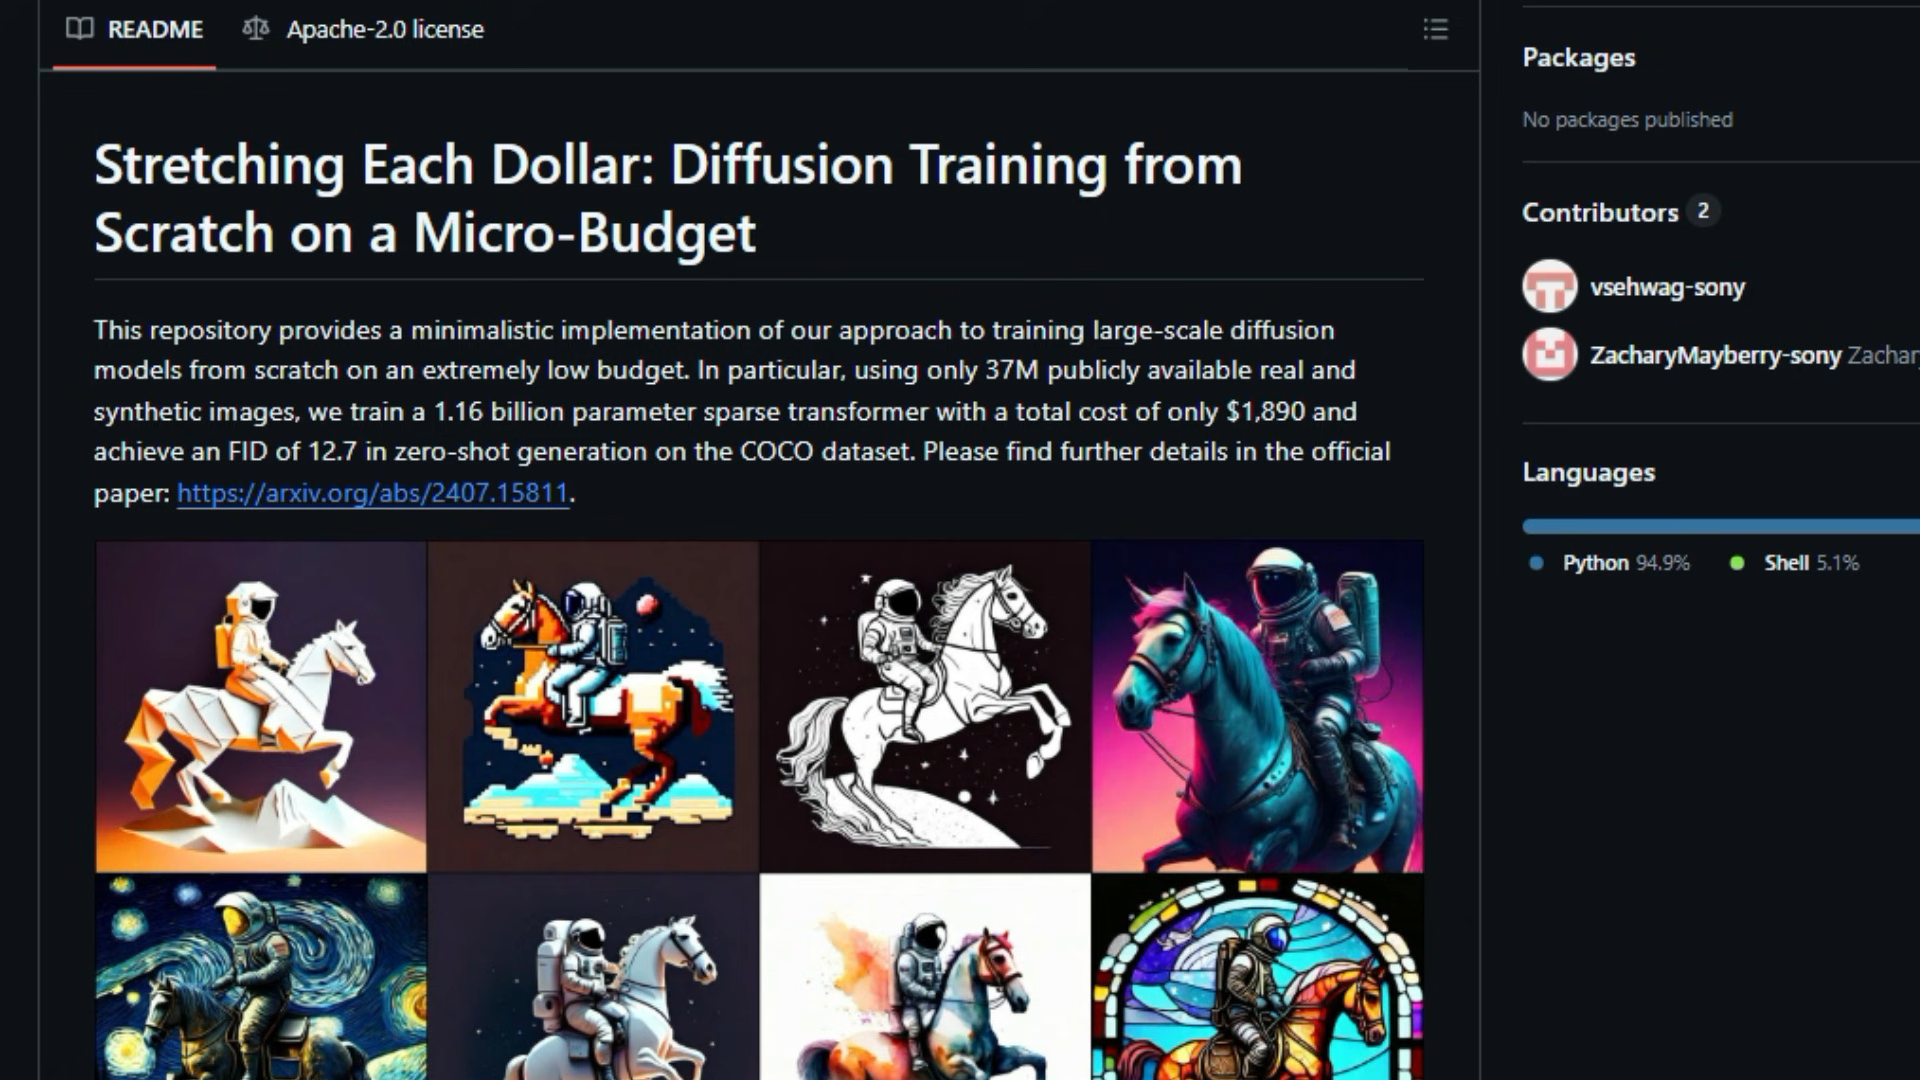 README
Apache-2.0 license
Stretching Each Dollar: Diffusion Training from
Scratch on a Micro-Budget
This repository provides a minimalistic implementation of our approach to training large-scale diffusion
models from scratch on an extremely low budget. In particular, using only 37M publicly available real and
synthetic images, we train a 1.16 billion parameter sparse transformer with a total cost of only $1,890 and
achieve an FID of 12.7 in zero-shot generation on the COCO dataset. Please find further details in the official
paper: https://arxiv.org/abs/2407.15811.
Packages
No packages published
Contributors 2
vsehwag-sony
ZacharyMayberry-sony Zachar
Languages
Python 94.9% Shell 5.1%